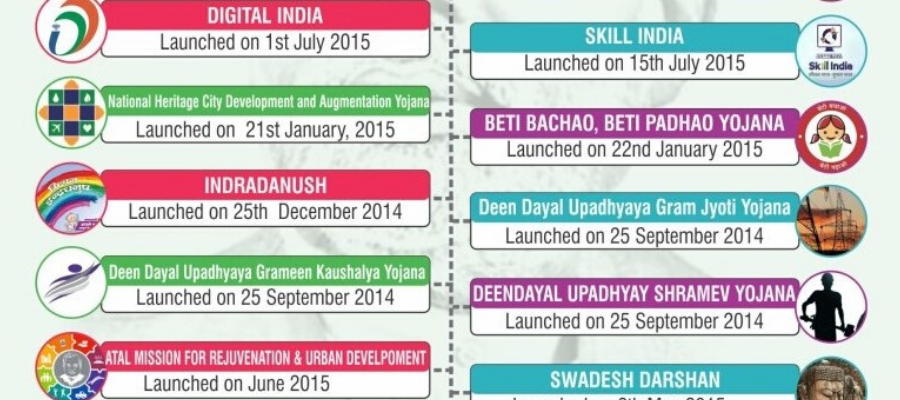 DIGITAL INDIA
Launched on 1st July 2015
SKILL INDIA
Launched on 15th July 2015
Skill India
National Heritage City Development and Augmentation Yojana
Launched on 21st January, 2015
BETI BACHAO, BETI PADHAO YOJANA
Launched on 22nd January 2015
INDRADANUSH
Launched on 25th December 2014
Deen Dayal Upadhyaya Gram Jyoti Yojana
Launched on 25 September 2014
Deen Dayal Upadhyaya Grameen Kaushalya Yojana
Launched on 25 September 2014
DEENDAYAL UPADHYAY SHRAMEV YOJANA
Launched on 25 September 2014
ATAL MISSION FOR REJUVENATION & URBAN DEVELPOMENT
Launched on June 2015
SWADESH DARSHAN